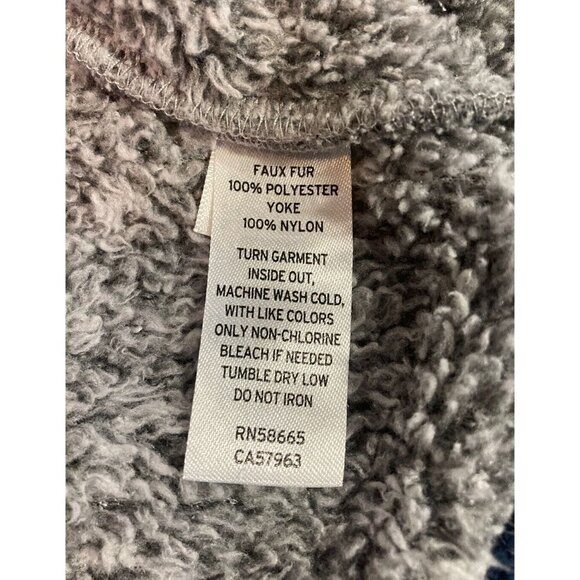 FAUX FUR
100% POLYESTER
YOKE
100% NYLON
TURN GARMENT
INSIDE OUT,
MACHINE WASH COLD,
WITH LIKE COLORS
ONLY NON-CHLORINE
BLEACH IF NEEDED
TUMBLE DRY LOW
DO NOT IRON
RN58665
CA57963